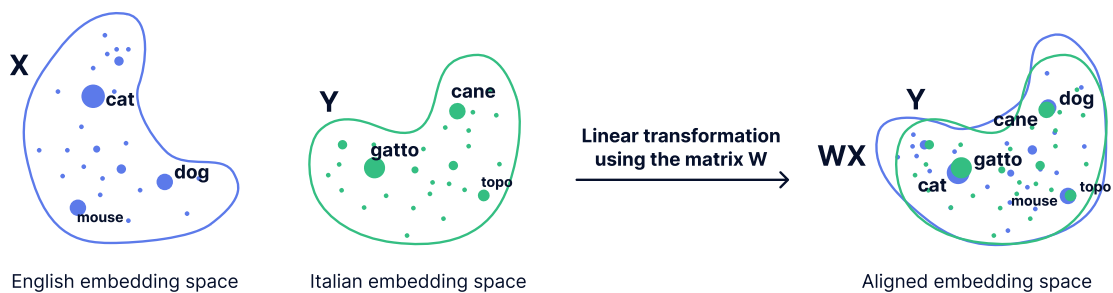 X
cat
dog
mouse
English embedding space
Y
cane
gatto
topo
Italian embedding space
Linear transformation
using the matrix W
Y
WX
dog
cane
gatto
cat
topo
mouse
Aligned embedding space